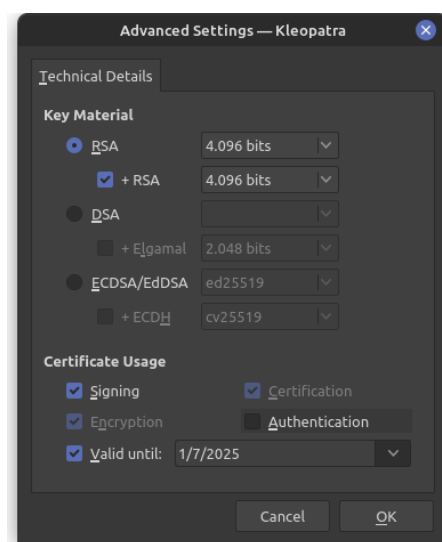 Advanced Settings — Kleopatra
Technical Details
Key Material
RSA 4.096 bits
+ RSA 4.096 bits
DSA
+ Elgamal 2.048 bits
ECDSA/EdDSA ed25519
+ ECDH cv25519
Certificate Usage
Signing Certification
Encryption Authentication
Valid until: 1/7/2025
Cancel OK